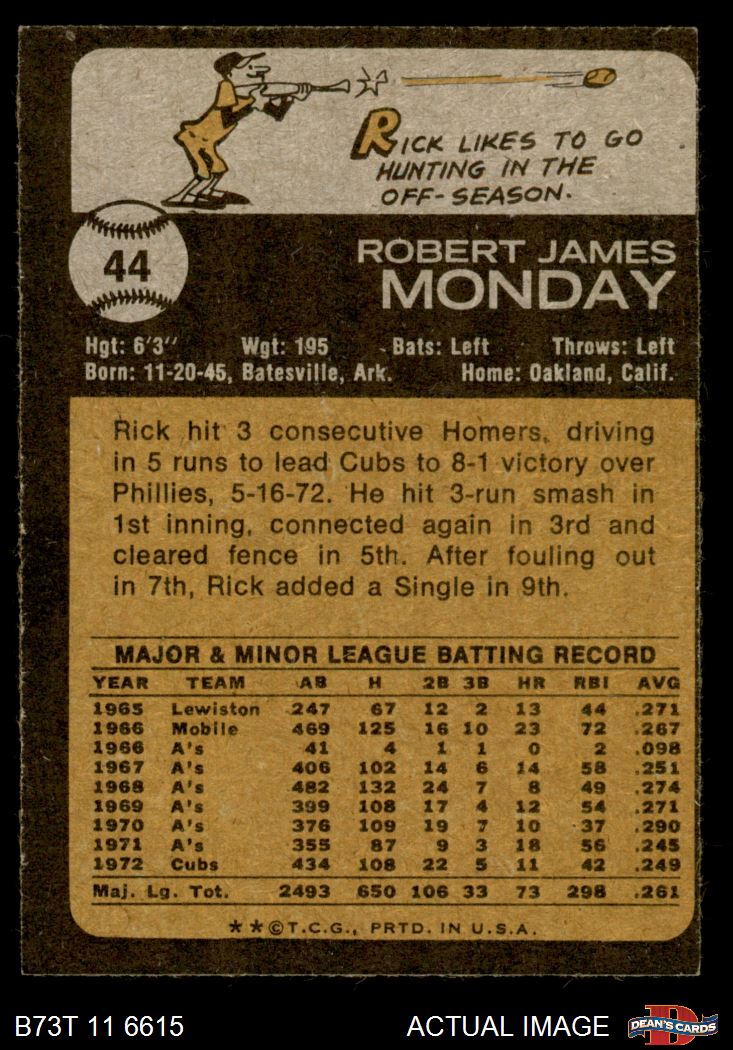 RICK LIKES TO GO
HUNTING IN THE
OFF-SEASON.
44
ROBERT JAMES
MONDAY
Hgt: 6'3" Wgt: 195 Bats: Left Throws: Left
Born: 11-20-45, Batesville, Ark. Home: Oakland, Calif.
Rick hit 3 consecutive Homers, driving
in 5 runs to lead Cubs to 8-1 victory over
Phillies, 5-16-72. He hit 3-run smash in
1st inning, connected again in 3rd and
cleared fence in 5th. After fouling out
in 7th, Rick added a Single in 9th.
MAJOR & MINOR LEAGUE BATTING RECORD
YEAR TEAM AB H 2B 3B HR RBI AVG
1965 Lewiston 247 67 12 2 13 44 .271
1966 Mobile 469 125 16 10 23 72 .267
1966 A's 41 4 1 1 0 2 .098
1967 A's 406 102 14 6 14 58 .251
1968 A's 482 132 24 7 8 49 .274
1969 A's 399 108 17 4 12 54 .271
1970 A's 376 109 19 7 10 37 .290
1971 A's 355 87 9 3 18 56 .245
1972 Cubs 434 108 22 5 11 42 .249
Maj. Lg. Tot. 2493 650 106 33 73 298 .261
**©T.C.G., PRTD. IN U.S.A.
B73T 11 6615 ACTUAL IMAGE D DEAN'S CARDS